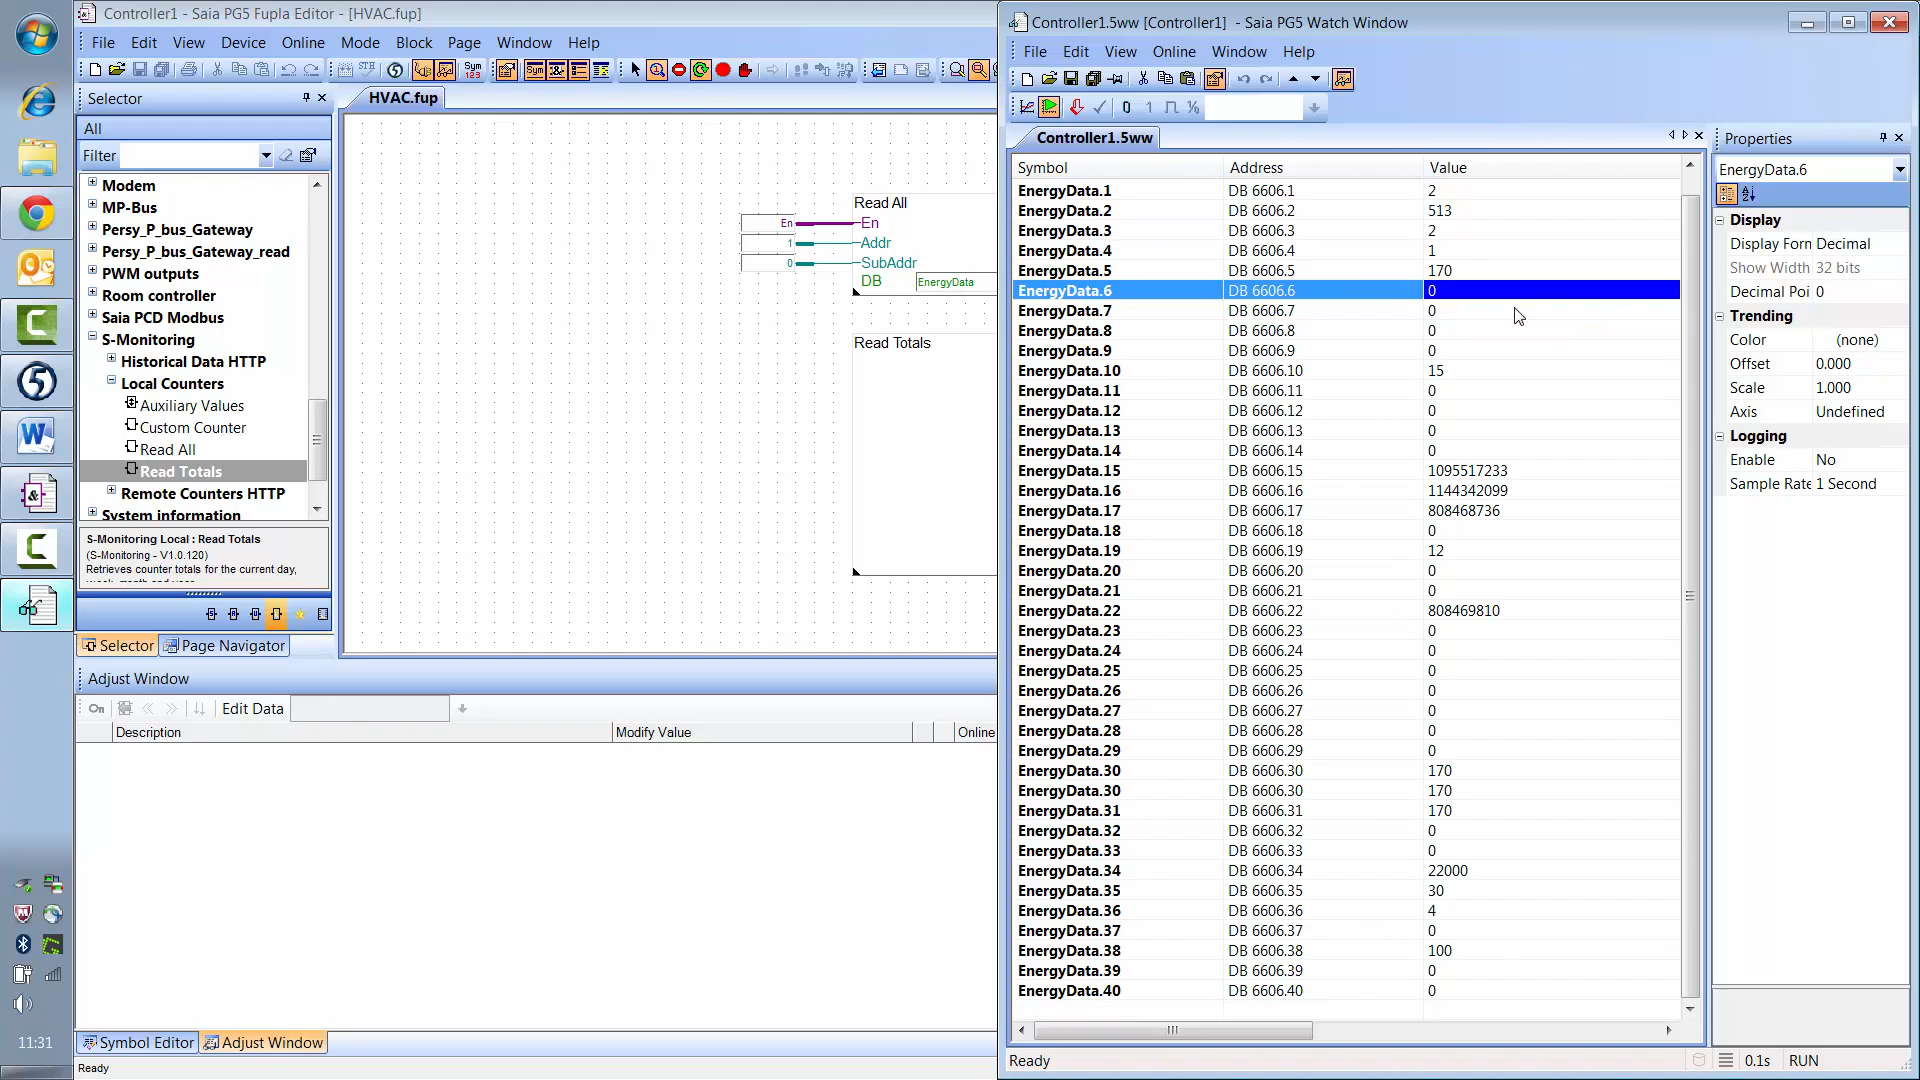 Controller1 - Saia PG5 Fupla Editor - [HVAC.fup]
File Edit View Device Online Mode Block Page Window Help
Sym
123
Sym
Selector
HVAC.fup
All
Filter
Modem
MP-Bus
Persy_P_bus_Gateway
Persy_P_bus_Gateway_read
PWM outputs
Room controller
Saia PCD Modbus
S-Monitoring
Historical Data HTTP
Local Counters
Auxiliary Values
Custom Counter
Read All
Read Totals
Remote Counters HTTP
System information
S-Monitoring Local : Read Totals
(S-Monitoring - V1.0.120)
Retrieves counter totals for the current day,
Selector Page Navigator
Read All
En En
1 Addr
0 SubAddr
DB EnergyData
Read Totals
Adjust Window
Edit Data
Description Modify Value Online
Symbol Editor Adjust Window
Ready
11:31
Controller1.5ww [Controller1] - Saia PG5 Watch Window
File Edit View Online Window Help
0 1
Controller1.5ww
Symbol Address Value
EnergyData.1 DB 6606.1 2
EnergyData.2 DB 6606.2 513
EnergyData.3 DB 6606.3 2
EnergyData.4 DB 6606.4 1
EnergyData.5 DB 6606.5 170
EnergyData.6 DB 6606.6 0
EnergyData.7 DB 6606.7 0
EnergyData.8 DB 6606.8 0
EnergyData.9 DB 6606.9 0
EnergyData.10 DB 6606.10 15
EnergyData.11 DB 6606.11 0
EnergyData.12 DB 6606.12 0
EnergyData.13 DB 6606.13 0
EnergyData.14 DB 6606.14 0
EnergyData.15 DB 6606.15 1095517233
EnergyData.16 DB 6606.16 1144342099
EnergyData.17 DB 6606.17 808468736
EnergyData.18 DB 6606.18 0
EnergyData.19 DB 6606.19 12
EnergyData.20 DB 6606.20 0
EnergyData.21 DB 6606.21 0
EnergyData.22 DB 6606.22 808469810
EnergyData.23 DB 6606.23 0
EnergyData.24 DB 6606.24 0
EnergyData.25 DB 6606.25 0
EnergyData.26 DB 6606.26 0
EnergyData.27 DB 6606.27 0
EnergyData.28 DB 6606.28 0
EnergyData.29 DB 6606.29 0
EnergyData.30 DB 6606.30 170
EnergyData.30 DB 6606.30 170
EnergyData.31 DB 6606.31 170
EnergyData.32 DB 6606.32 0
EnergyData.33 DB 6606.33 0
EnergyData.34 DB 6606.34 22000
EnergyData.35 DB 6606.35 30
EnergyData.36 DB 6606.36 4
EnergyData.37 DB 6606.37 0
EnergyData.38 DB 6606.38 100
EnergyData.39 DB 6606.39 0
EnergyData.40 DB 6606.40 0
Ready 0.1s RUN
Properties
EnergyData.6
Display
Display Forn Decimal
Show Width 32 bits
Decimal Poi 0
Trending
Color (none)
Offset 0.000
Scale 1.000
Axis Undefined
Logging
Enable No
Sample Rate 1 Second